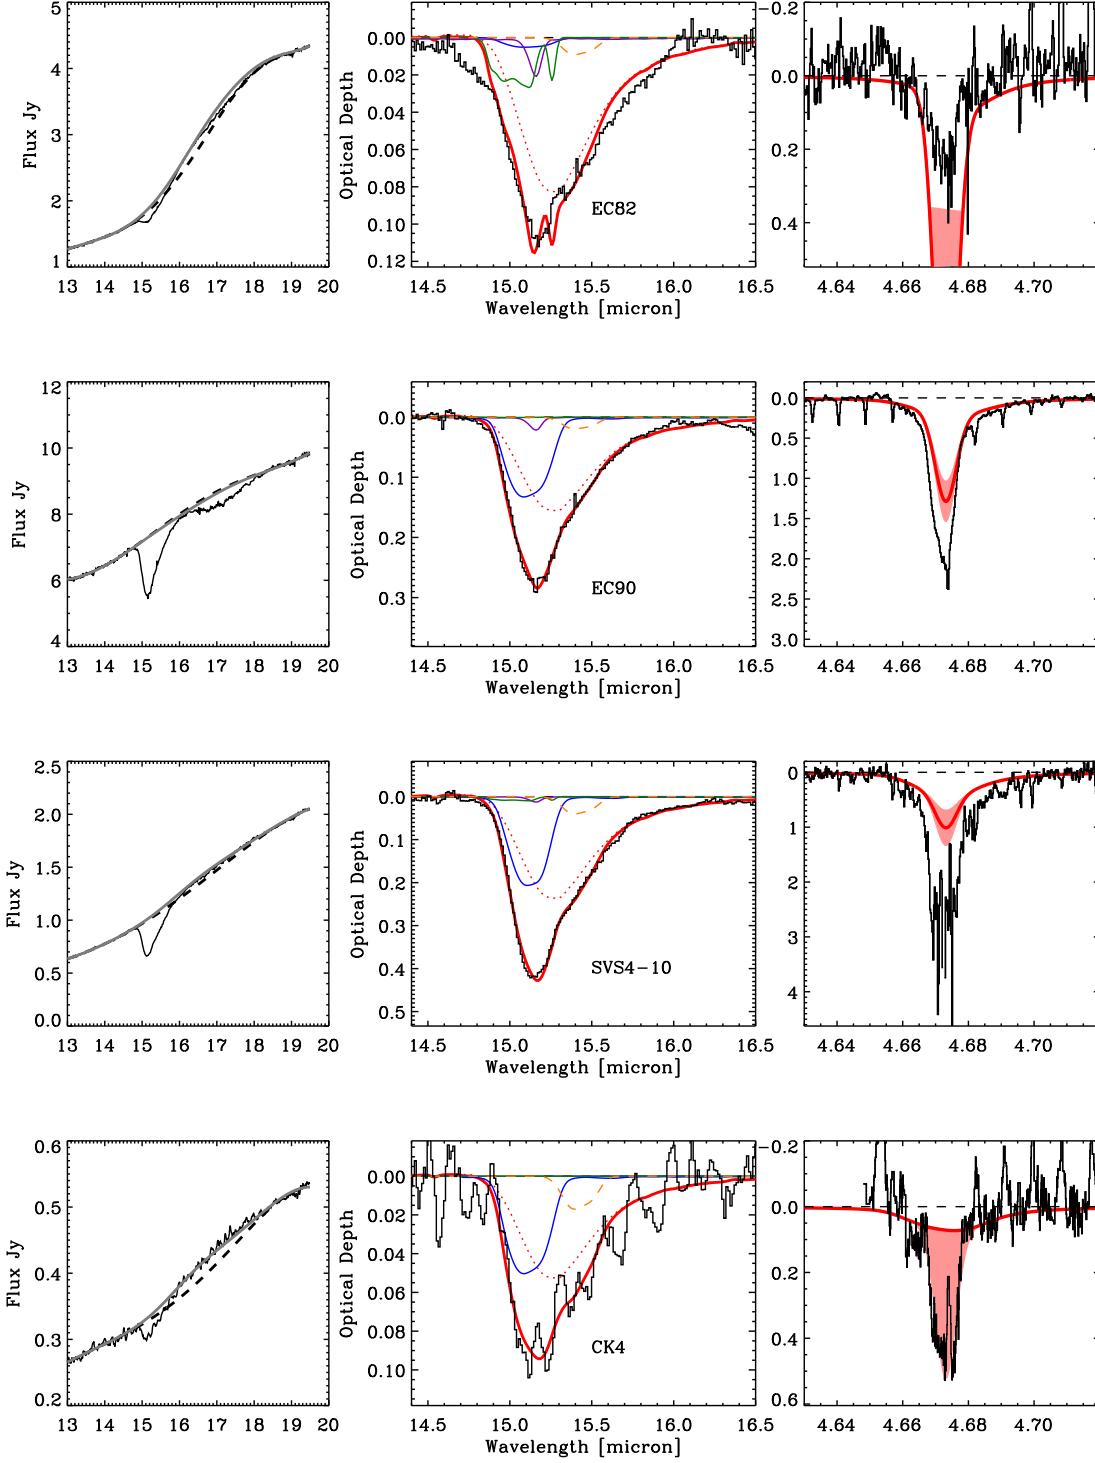 5
4
3
2
1
Flux Jy
13 14 15 16 17 18 19 20
0.00
0.02
0.04
0.06
0.08
0.10
0.12
Optical Depth
EC82
14.5 15.0 15.5 16.0 16.5
Wavelength [micron]
-0.2
0.0
0.2
0.4
4.64 4.66 4.68 4.70
12
10
8
6
4
Flux Jy
13 14 15 16 17 18 19 20
0.0
0.1
0.2
0.3
Optical Depth
EC90
14.5 15.0 15.5 16.0 16.5
Wavelength [micron]
0.0
0.5
1.0
1.5
2.0
2.5
3.0
4.64 4.66 4.68 4.70
2.5
2.0
1.5
1.0
0.5
0.0
Flux Jy
13 14 15 16 17 18 19 20
0.0
0.1
0.2
0.3
0.4
0.5
Optical Depth
SVS4-10
14.5 15.0 15.5 16.0 16.5
Wavelength [micron]
0
1
2
3
4
4.64 4.66 4.68 4.70
0.6
0.5
0.4
0.3
0.2
Flux Jy
13 14 15 16 17 18 19 20
0.00
0.02
0.04
0.06
0.08
0.10
Optical Depth
CK4
14.5 15.0 15.5 16.0 16.5
Wavelength [micron]
-0.2
0.0
0.2
0.4
0.6
4.64 4.66 4.68 4.70